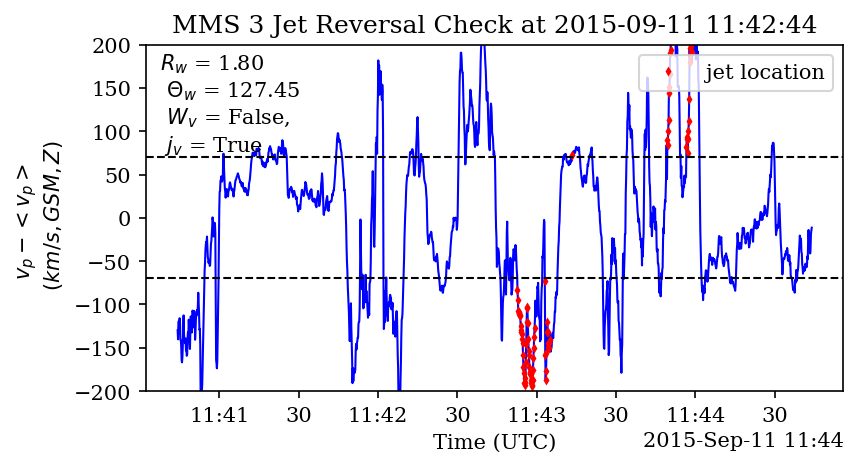 MMS 3 Jet Reversal Check at 2015-09-11 11:42:44
R_w = 1.80
Θ_w = 127.45
W_v = False,
j_v = True
jet location
v_p − < v_p >
(km/s, GSM, Z)
200
150
100
50
0
−50
−100
−150
−200
11:41 30 11:42 30 11:43 30 11:44 30
Time (UTC) 2015-Sep-11 11:44